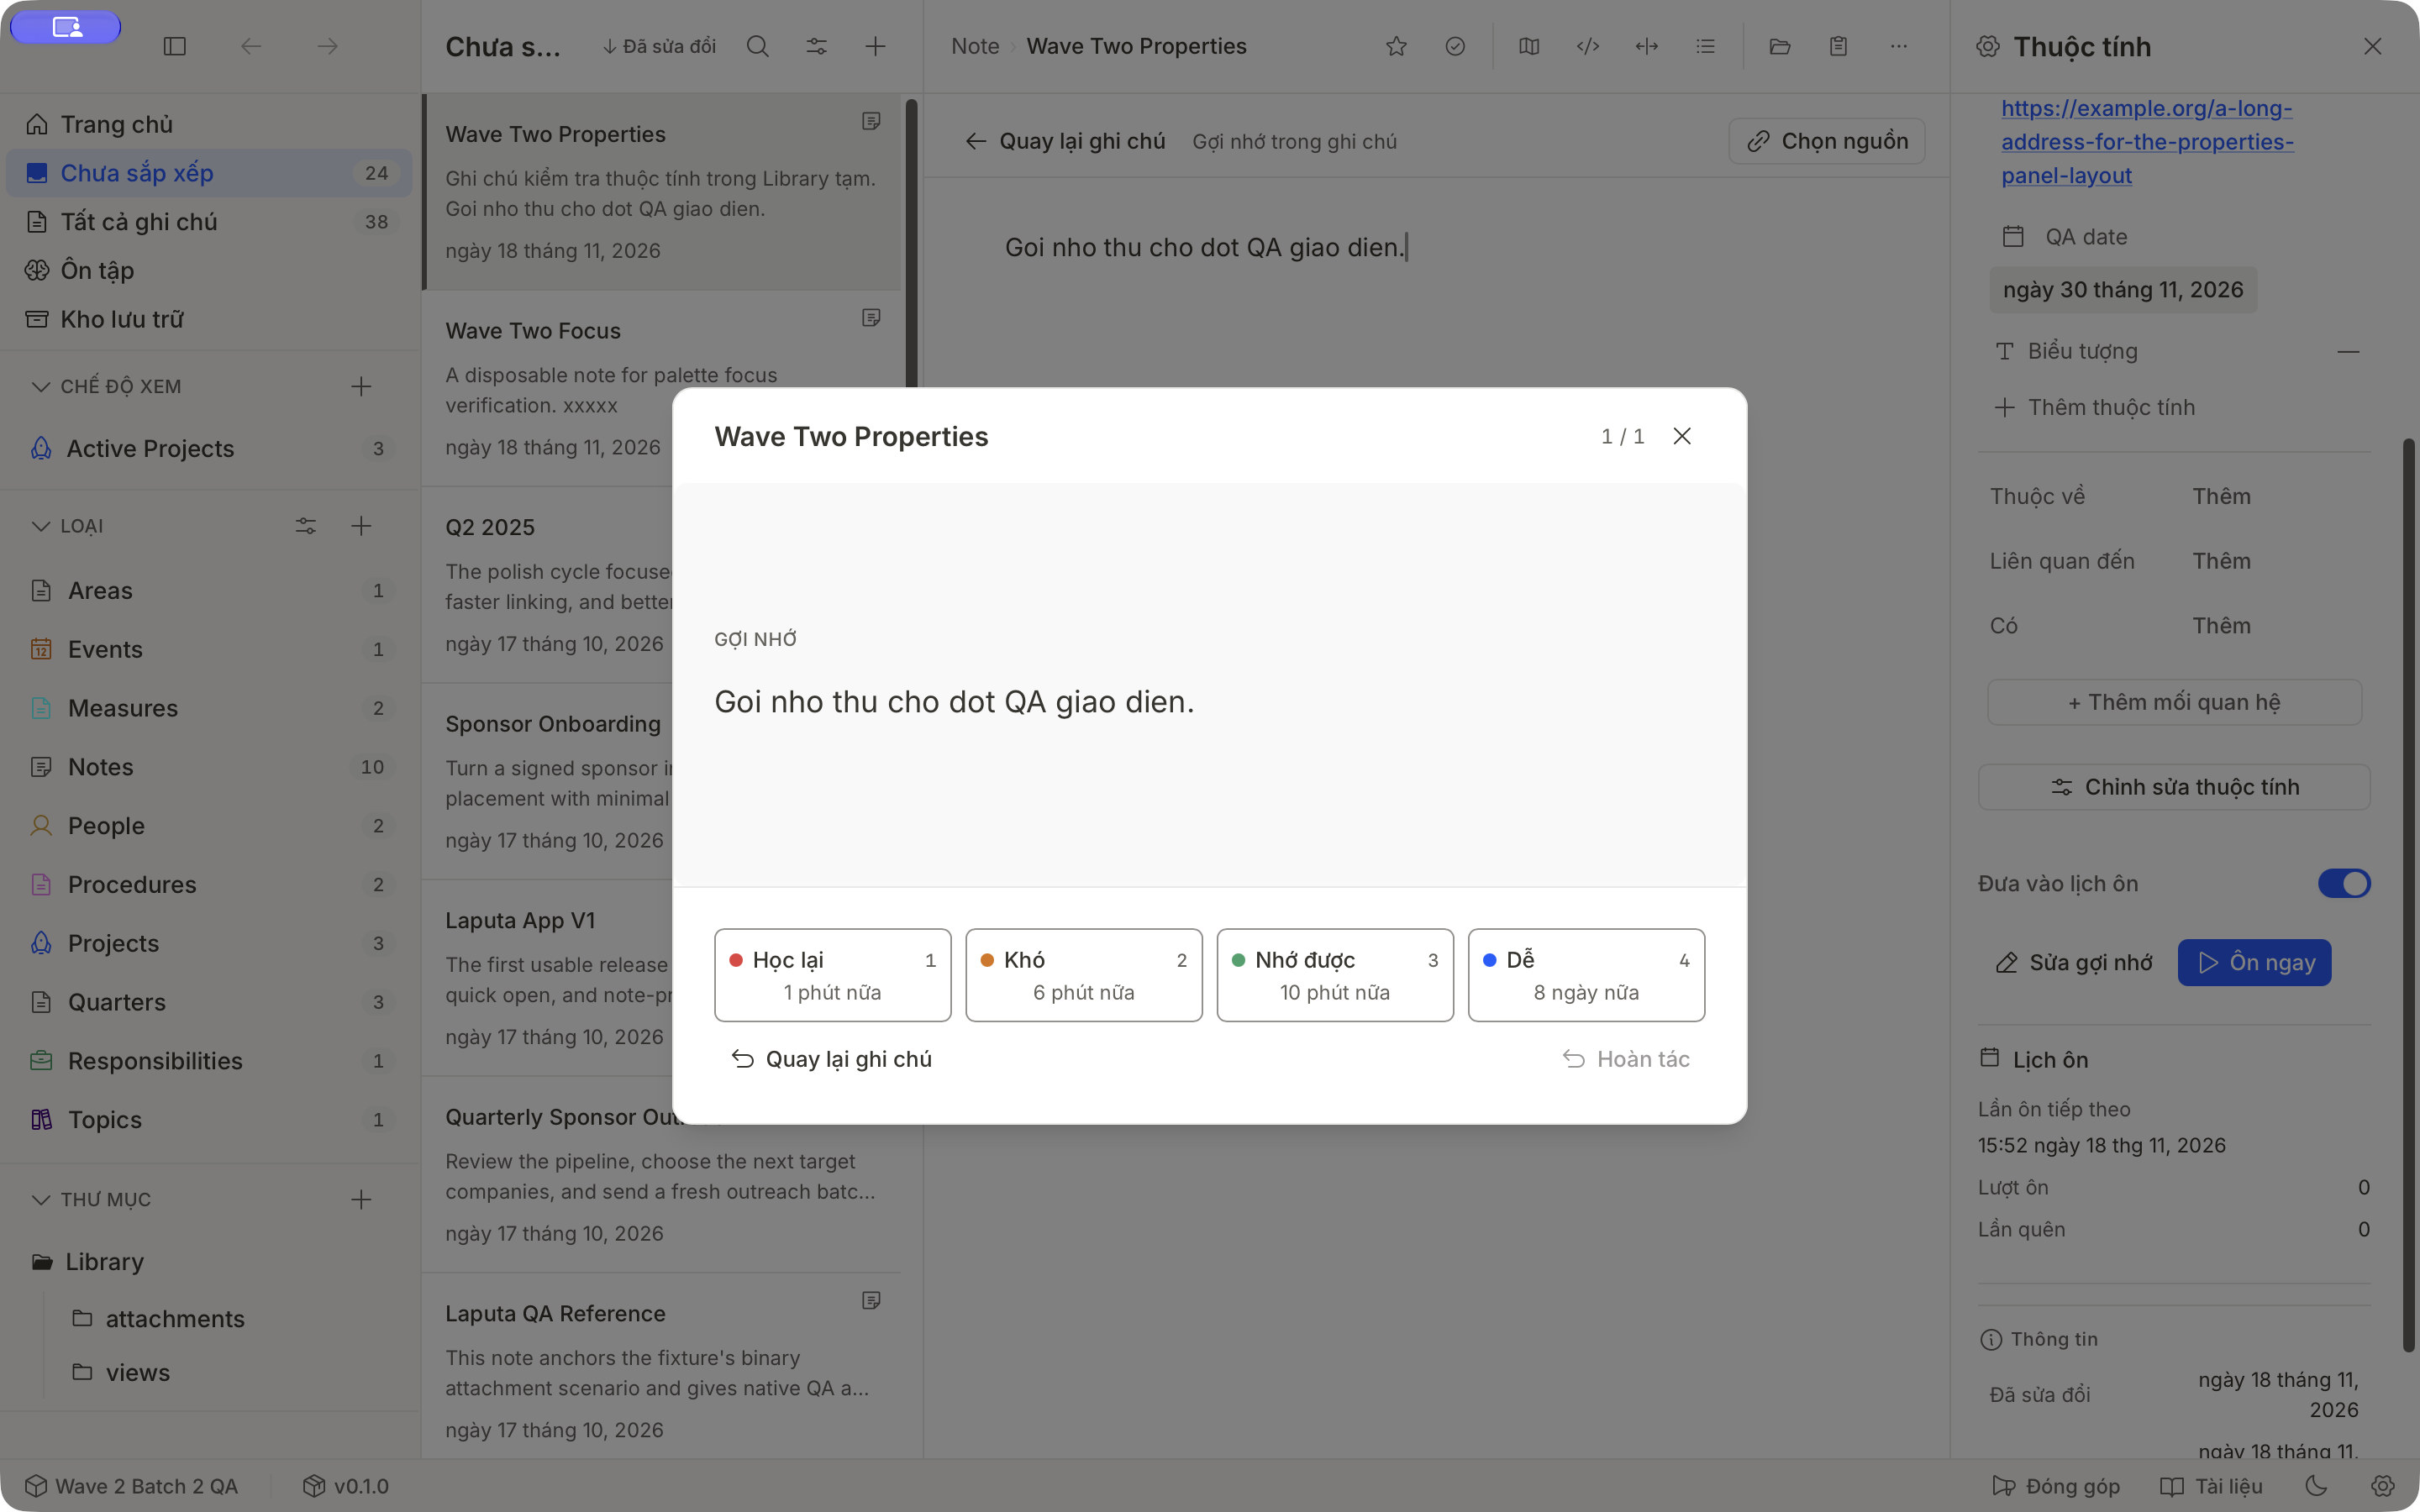 Trang chủ
Chưa sắp xếp 24
Tất cả ghi chú 38
Ôn tập
Kho lưu trữ
CHẾ ĐỘ XEM
Active Projects 3
LOẠI
Areas 1
12
Events 1
Measures 2
Notes 10
People 2
Procedures 2
Projects 3
Quarters 3
Responsibilities 1
Topics 1
THƯ MỤC
Library
attachments
views
Wave 2 Batch 2 QA
v0.1.0
Chưa s...
Đã sửa đổi
Wave Two Properties
Ghi chú kiểm tra thuộc tính trong Library tạm.
Goi nho thu cho dot QA giao dien.
ngày 18 tháng 11, 2026
Wave Two Focus
A disposable note for palette focus
verification. xxxxx
ngày 18 tháng 11, 2026
Q2 2025
The polish cycle focuse
faster linking, and better
ngày 17 tháng 10, 2026
Sponsor Onboarding
Turn a signed sponsor i
placement with minimal
ngày 17 tháng 10, 2026
Laputa App V1
The first usable release
quick open, and note-pr
ngày 17 tháng 10, 2026
Quarterly Sponsor Out
Review the pipeline, choose the next target
companies, and send a fresh outreach batc...
ngày 17 tháng 10, 2026
Laputa QA Reference
This note anchors the fixture's binary
attachment scenario and gives native QA a...
ngày 17 tháng 10, 2026
Note › Wave Two Properties
Quay lại ghi chú
Gợi nhớ trong ghi chú
Chọn nguồn
Goi nho thu cho dot QA giao dien.
Wave Two Properties
1 / 1
GỢI NHỚ
Goi nho thu cho dot QA giao dien.
Học lại 1
1 phút nữa
Khó 2
6 phút nữa
Nhớ được 3
10 phút nữa
Dễ 4
8 ngày nữa
Quay lại ghi chú
Hoàn tác
Thuộc tính
https://example.org/a-long-
address-for-the-properties-
panel-layout
QA date
ngày 30 tháng 11, 2026
Biểu tượng —
Thêm thuộc tính
Thuộc về Thêm
Liên quan đến Thêm
Có Thêm
+ Thêm mối quan hệ
Chỉnh sửa thuộc tính
Đưa vào lịch ôn
Sửa gợi nhớ
Ôn ngay
Lịch ôn
Lần ôn tiếp theo
15:52 ngày 18 thg 11, 2026
Lượt ôn 0
Lần quên 0
Thông tin
Đã sửa đổi
ngày 18 tháng 11,
2026
ngày 18 tháng 11,
Đóng góp
Tài liệu